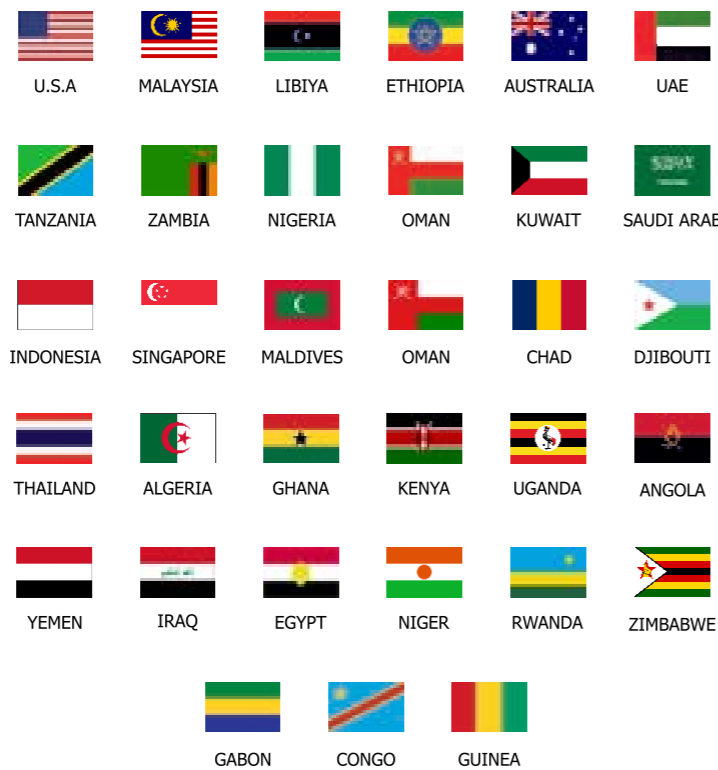 U.S.A MALAYSIA LIBIYA ETHIOPIA AUSTRALIA UAE
TANZANIA ZAMBIA NIGERIA OMAN KUWAIT SAUDI ARAB
INDONESIA SINGAPORE MALDIVES OMAN CHAD DJIBOUTI
THAILAND ALGERIA GHANA KENYA UGANDA ANGOLA
YEMEN IRAQ EGYPT NIGER RWANDA ZIMBABWE
GABON CONGO GUINEA